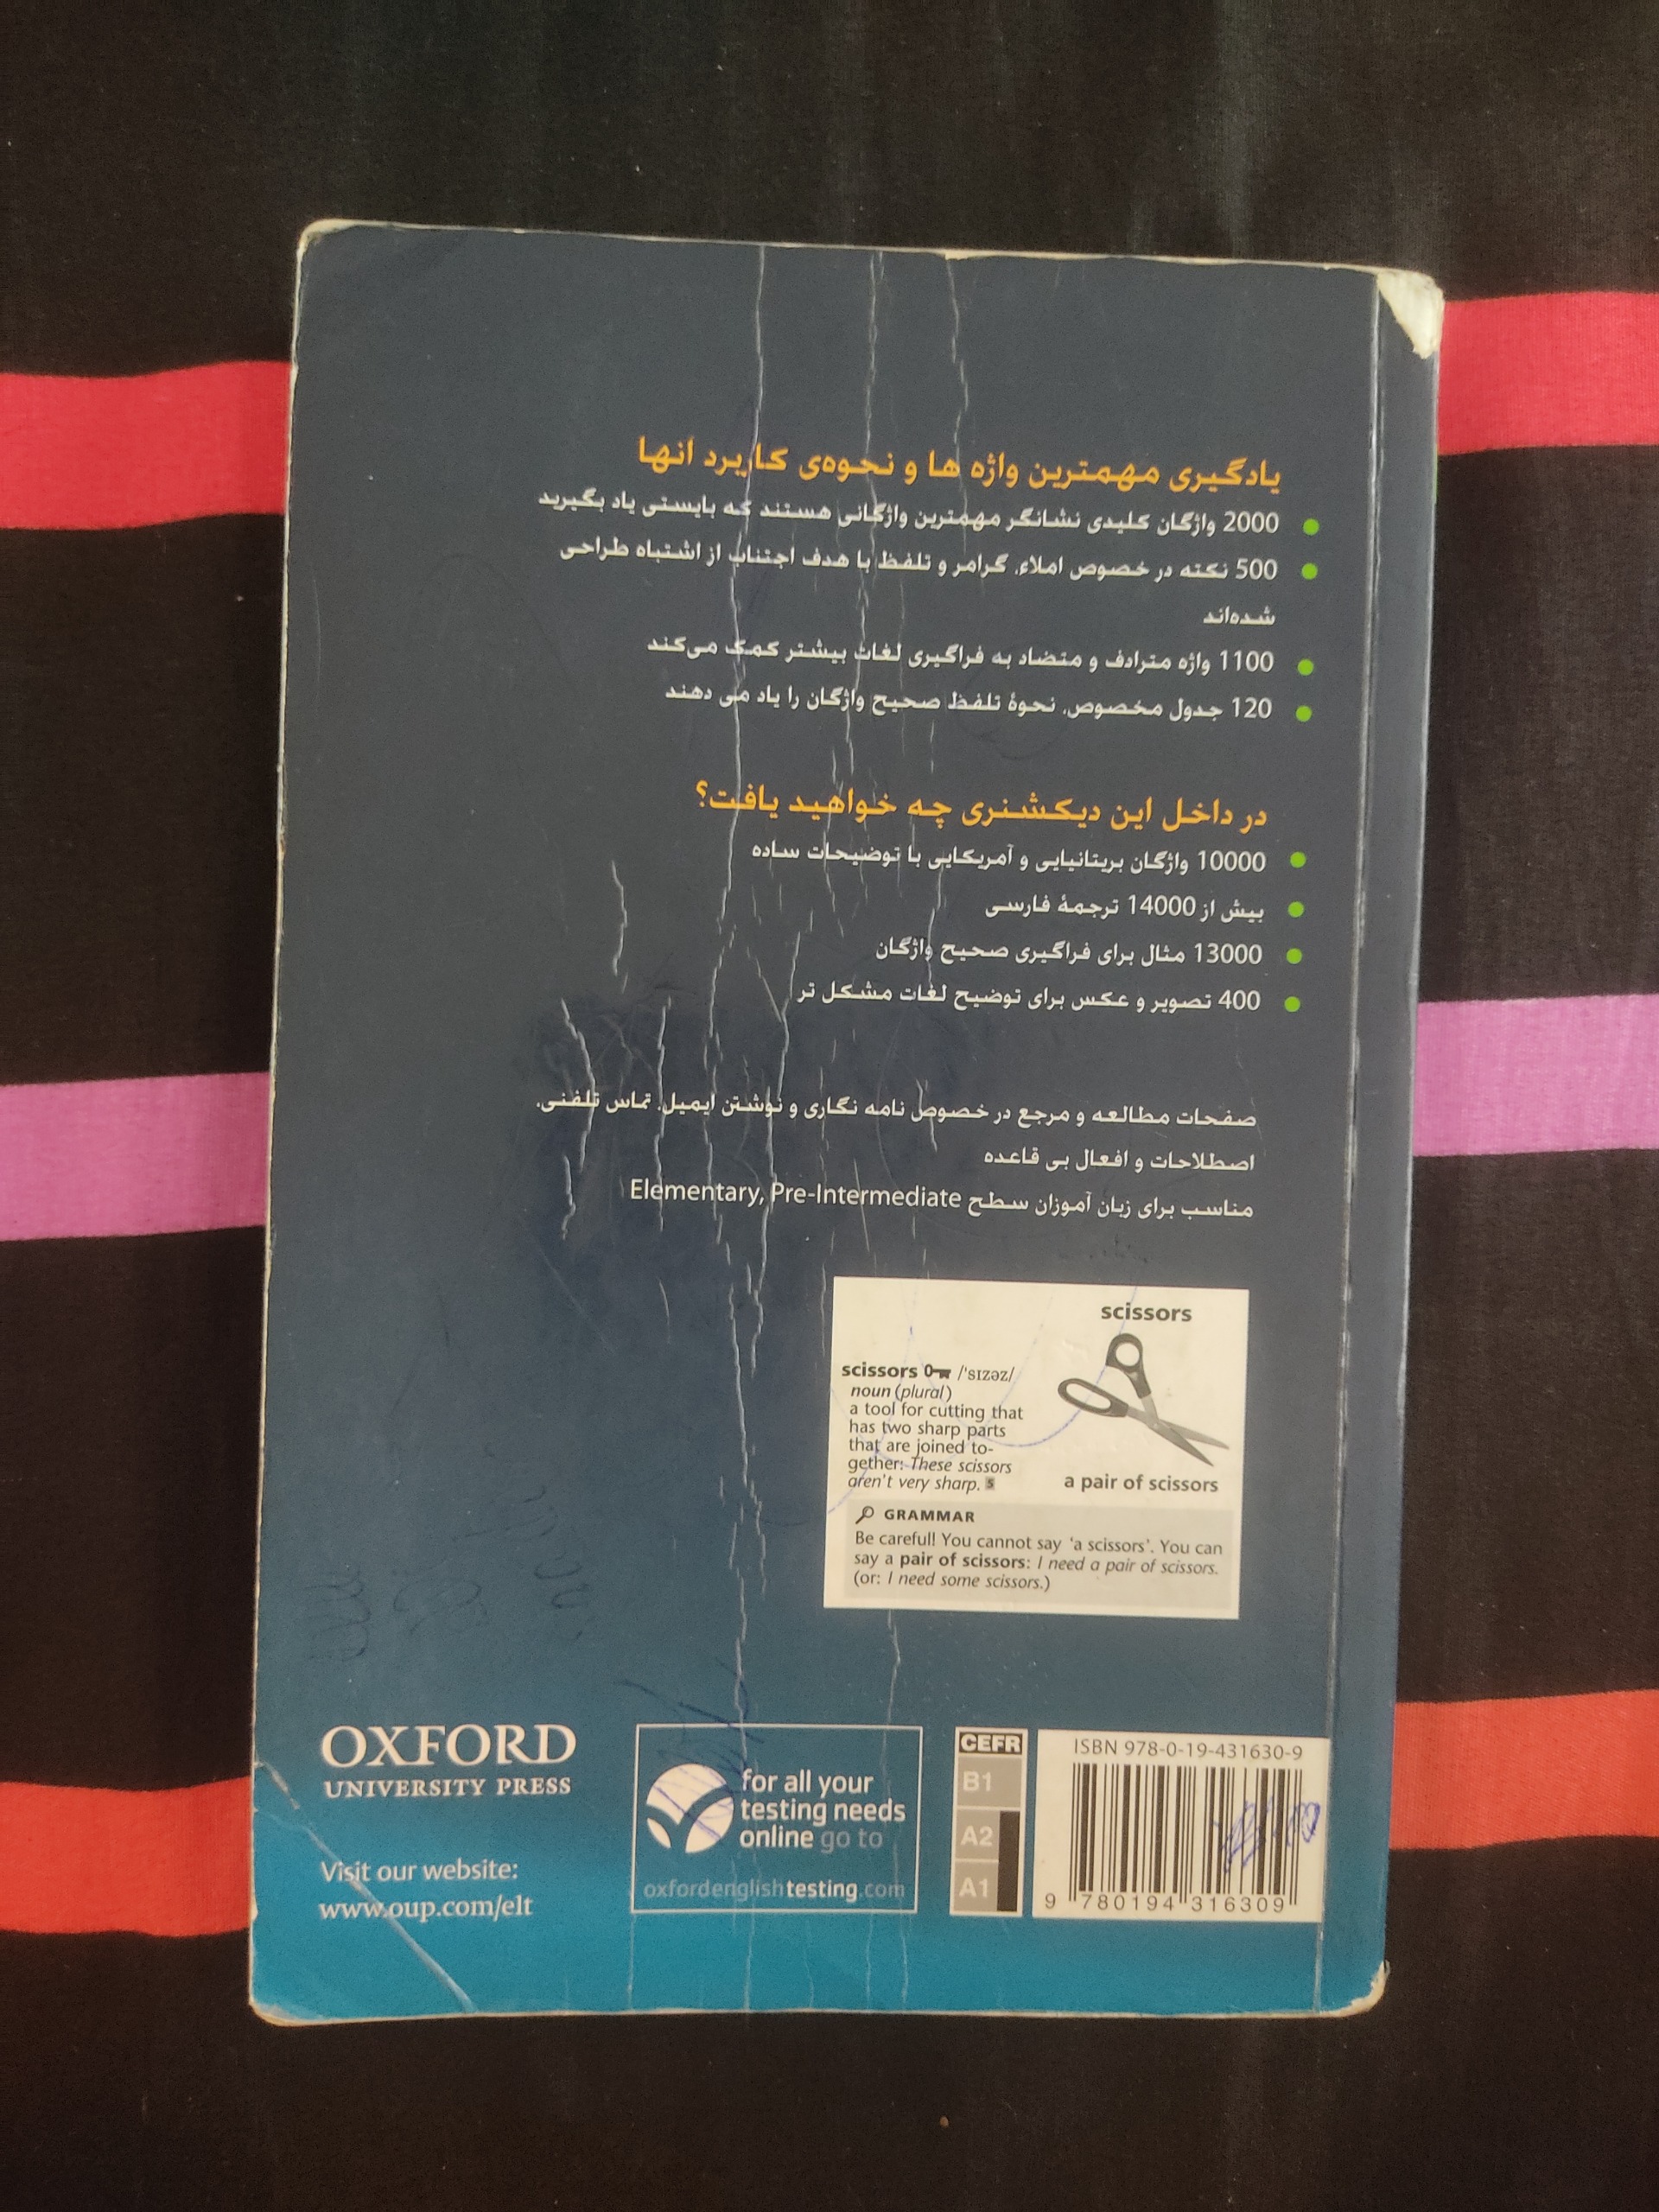 یادگیری مهمترین واژه ها و نحوه‌ی کاربرد آنها
2000 واژگان کلیدی نشانگر مهمترین واژگانی هستند که بایستی یاد بگیرید
500 نکته در خصوص املاء، گرامر و تلفظ با هدف اجتناب از اشتباه طراحی
شده‌اند
1100 واژه مترادف و متضاد به فراگیری لغات بیشتر کمک می‌کند
120 جدول مخصوص، نحوۀ تلفظ صحیح واژگان را یاد می دهند
در داخل این دیکشنری چه خواهید یافت؟
10000 واژگان بریتانیایی و آمریکایی با توضیحات ساده
بیش از 14000 ترجمۀ فارسی
13000 مثال برای فراگیری صحیح واژگان
400 تصویر و عکس برای توضیح لغات مشکل تر
صفحات مطالعه و مرجع در خصوص نامه نگاری و نوشتن ایمیل، تماس تلفنی،
اصطلاحات و افعال بی قاعده
مناسب برای زبان آموزان سطح Elementary, Pre-Intermediate
scissors
scissors /ˈsɪzəz/
noun (plural)
a tool for cutting that
has two sharp parts
that are joined to-
gether: These scissors
aren't very sharp. S
a pair of scissors
GRAMMAR
Be careful! You cannot say 'a scissors'. You can
say a pair of scissors: I need a pair of scissors.
(or: I need some scissors.)
OXFORD
UNIVERSITY PRESS
Visit our website:
www.oup.com/elt
for all your
testing needs
online go to
oxfordenglishtesting.com
CEFR
B1
A2
A1
ISBN 978-0-19-431630-9
9 780194 316309